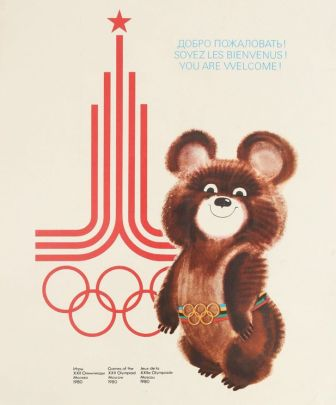 ДОБРО ПОЖАЛОВАТЬ!
SOYEZ LES BIENVENUS!
YOU ARE WELCOME!
Игры
XXII Олимпиады
Москва
1980
Games of the
XXII Olympiad
Moscow
1980
Jeux de la
XXIIe Olympiade
Moscou
1980